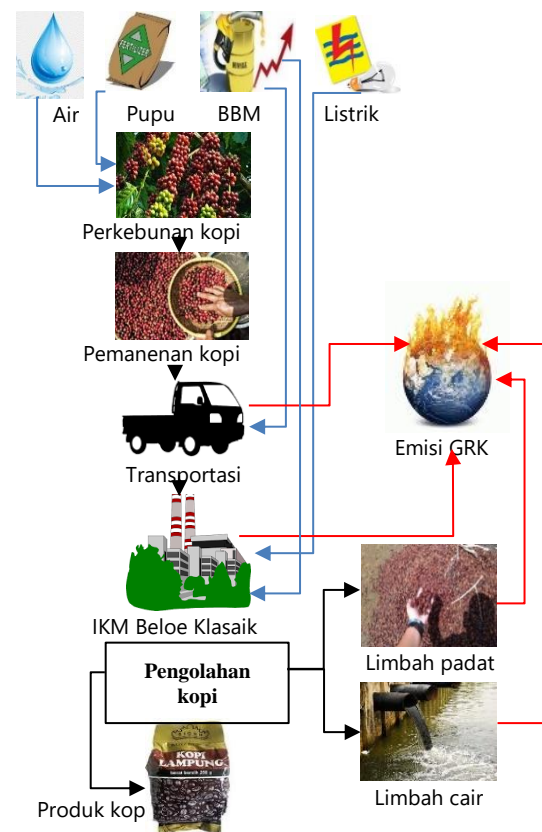 FERTILIZER
Air
Pupu
BBM
Listrik
Perkebunan kopi
Pemanenan kopi
Transportasi
Emisi GRK
IKM Beloe Klasaik
Pengolahan
kopi
Limbah padat
Limbah cair
KOPI
LAMPUNG
Produk kop